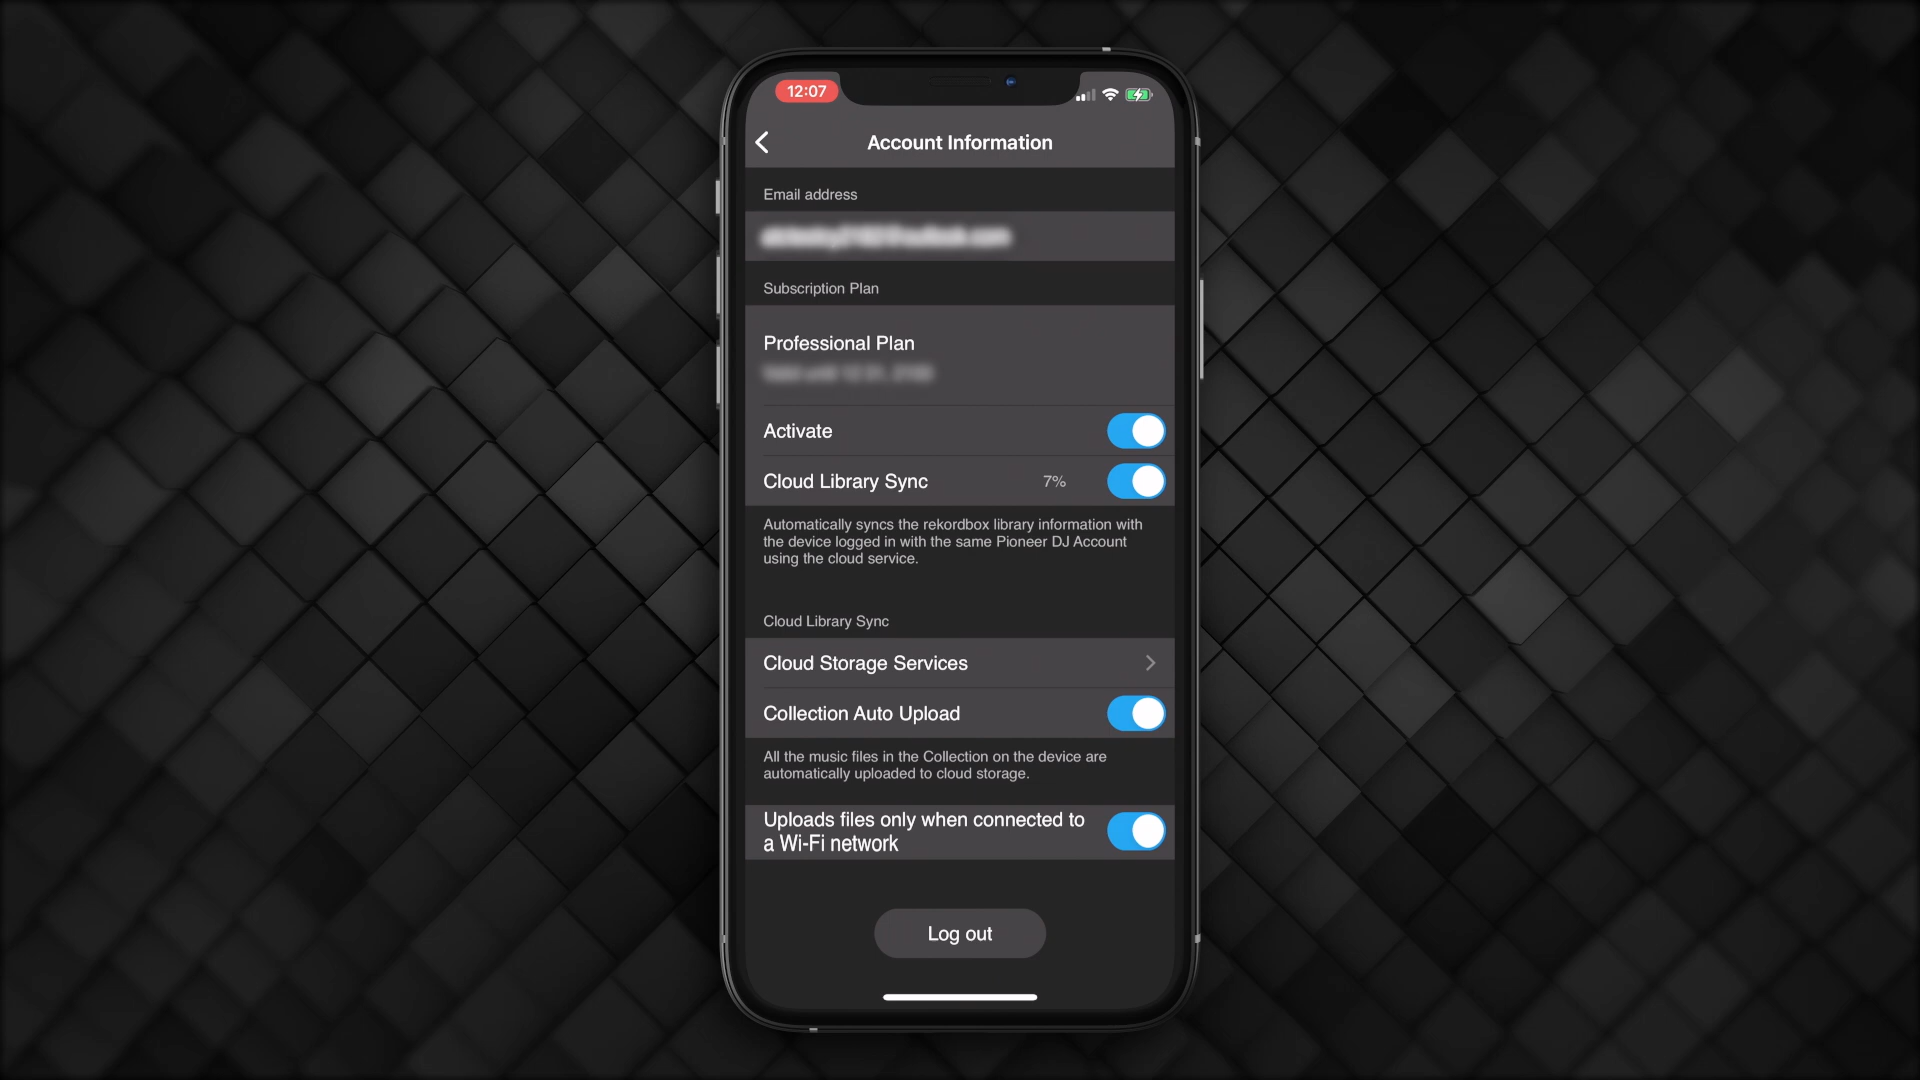 12:07
Account Information
Email address
Subscription Plan
Professional Plan
Activate
Cloud Library Sync 7%
Automatically syncs the rekordbox library information with
the device logged in with the same Pioneer DJ Account
using the cloud service.
Cloud Library Sync
Cloud Storage Services
Collection Auto Upload
All the music files in the Collection on the device are
automatically uploaded to cloud storage.
Uploads files only when connected to
a Wi-Fi network
Log out